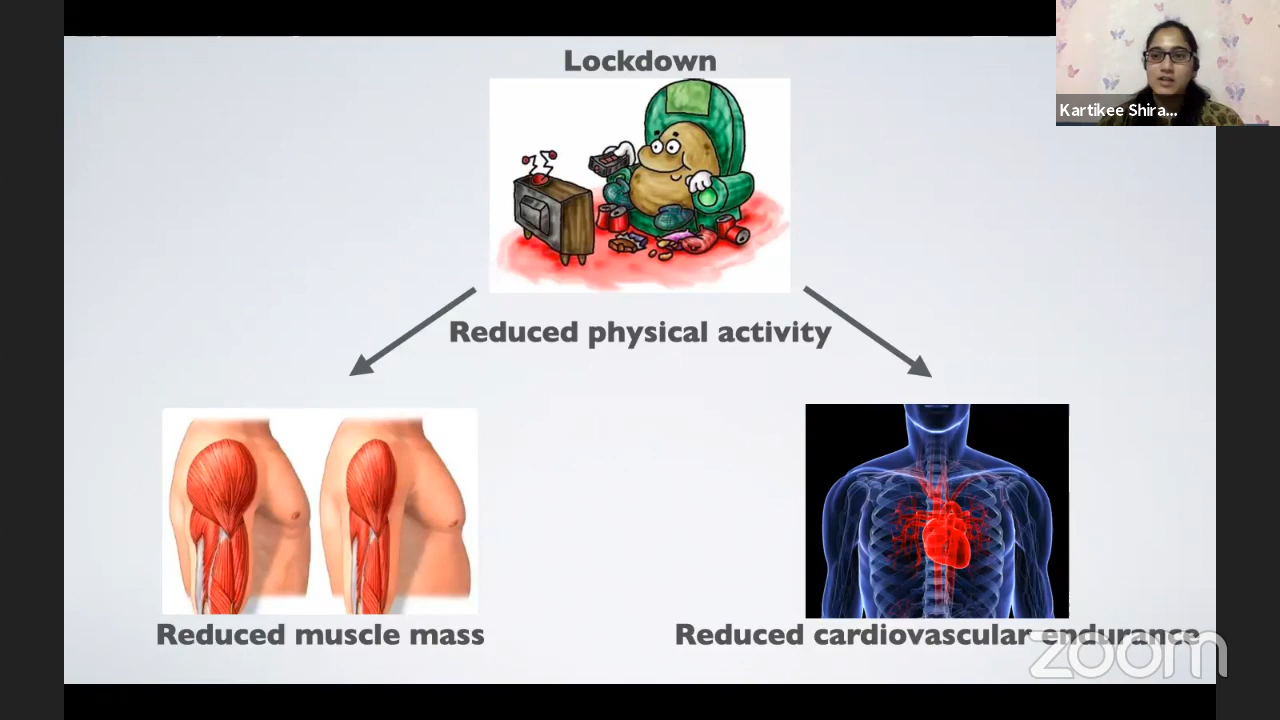 Lockdown
Kartikee Shira...
Reduced physical activity
Reduced muscle mass
Reduced cardiovascular endurance
zoom